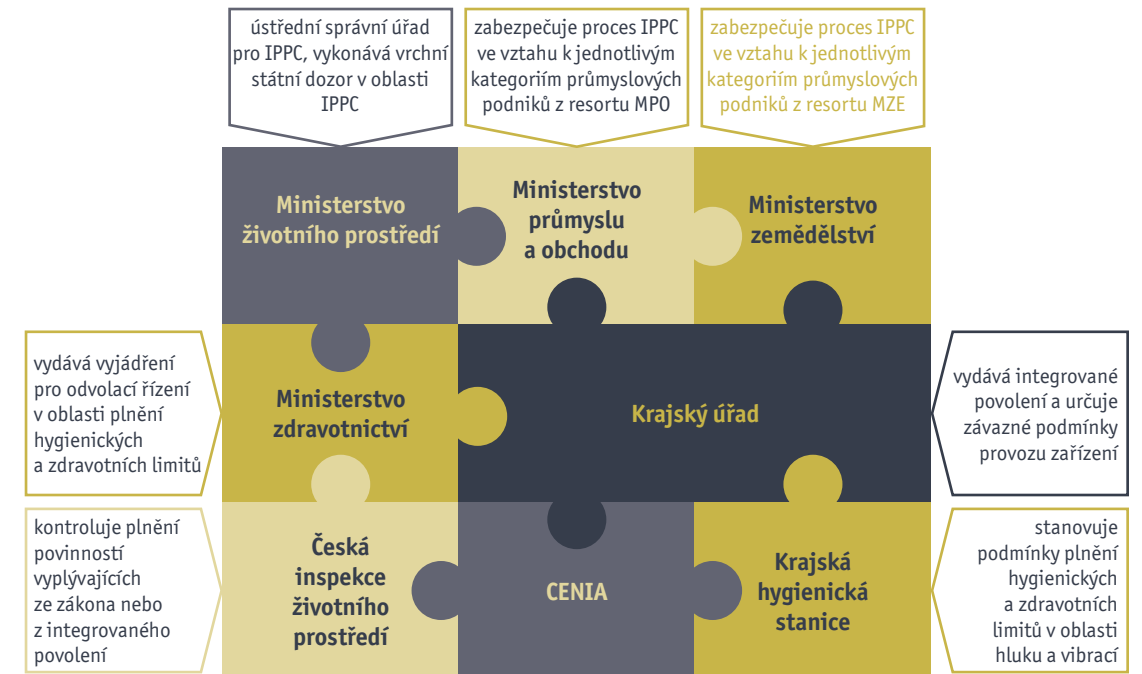 ústřední správní úřad
pro IPPC, vykonává vrchní
státní dozor v oblasti
IPPC
zabezpečuje proces IPPC
ve vztahu k jednotlivým
kategoriím průmyslových
podniků z resortu MPO
zabezpečuje proces IPPC
ve vztahu k jednotlivým
kategoriím průmyslových
podniků z resortu MZE
Ministerstvo
životního prostředí
Ministerstvo
průmyslu
a obchodu
Ministerstvo
zemědělství
vydává vyjádření
pro odvolací řízení
v oblasti plnění
hygienických
a zdravotních limitů
Ministerstvo
zdravotnictví
Krajský úřad
vydává integrované
povolení a určuje
závazné podmínky
provozu zařízení
kontroluje plnění
povinností
vyplývajících
ze zákona nebo
z integrovaného
povolení
Česká
inspekce
životního
prostředí
CENIA
Krajská
hygienická
stanice
stanovuje
podmínky plnění
hygienických
a zdravotních
limitů v oblasti
hluku a vibrací